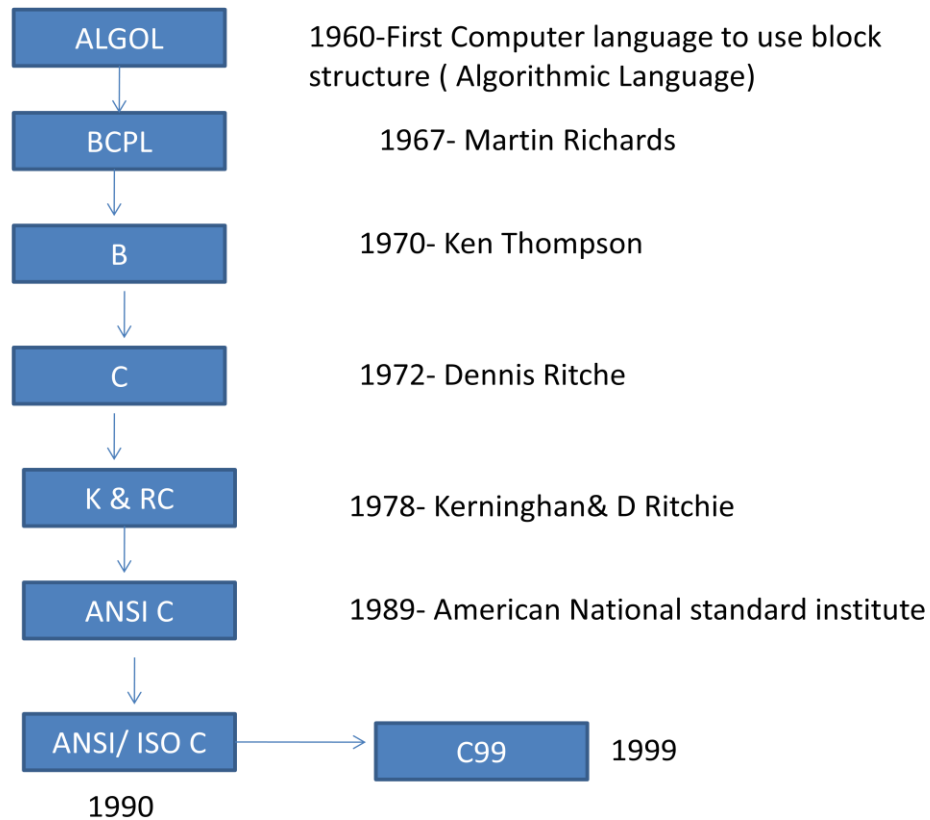 ALGOL
1960-First Computer language to use block
structure ( Algorithmic Language)
BCPL
1967- Martin Richards
B
1970- Ken Thompson
C
1972- Dennis Ritche
K & RC
1978- Kerninghan& D Ritchie
ANSI C
1989- American National standard institute
ANSI/ ISO C
C99
1999
1990